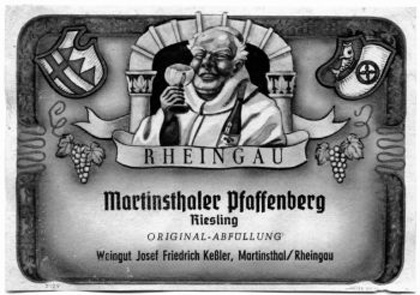 RHEINGAU
Martinsthaler Pfaffenberg
Riesling
ORIGINAL-ABFÜLLUNG
Weingut Josef Friedrich Keßler, Martinsthal/Rheingau